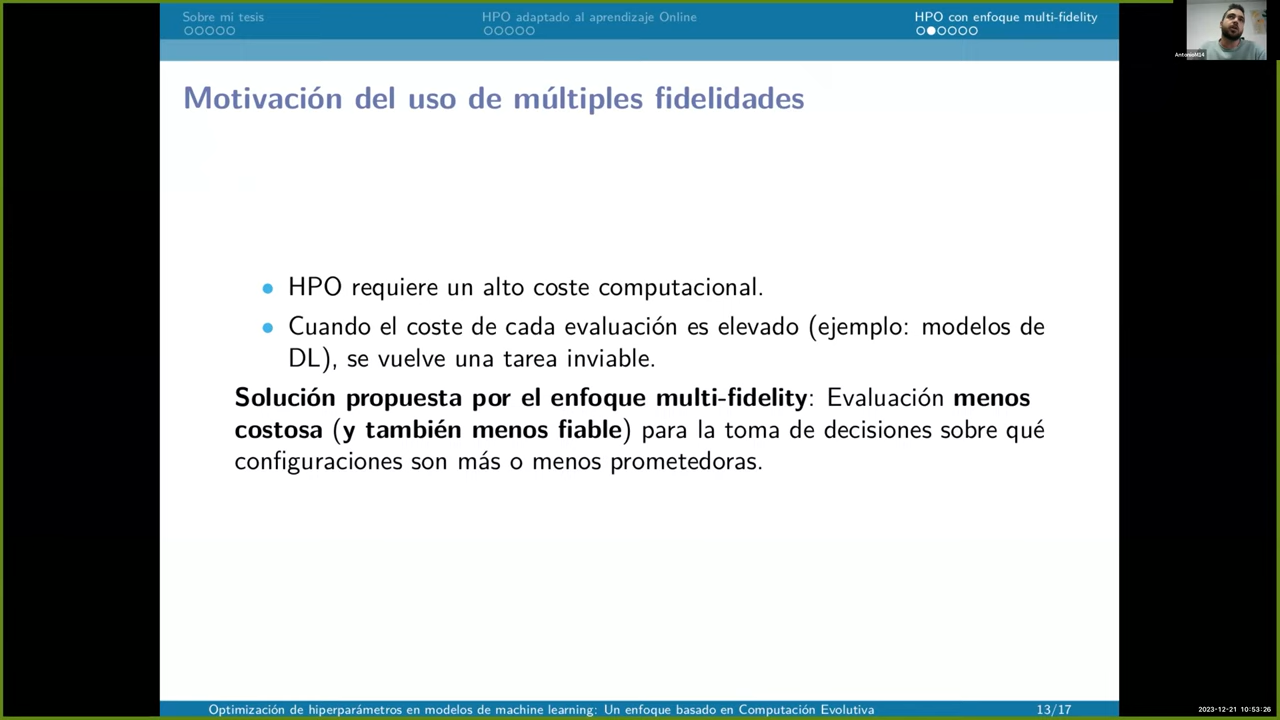 Sobre mi tesis
HPO adaptado al aprendizaje Online
HPO con enfoque multi-fidelity
AntonioM14
Motivación del uso de múltiples fidelidades
HPO requiere un alto coste computacional.
Cuando el coste de cada evaluación es elevado (ejemplo: modelos de
DL), se vuelve una tarea inviable.
Solución propuesta por el enfoque multi-fidelity: Evaluación menos
costosa (y también menos fiable) para la toma de decisiones sobre qué
configuraciones son más o menos prometedoras.
Optimización de hiperparámetros en modelos de machine learning: Un enfoque basado en Computación Evolutiva
13/17
2023-12-21 10:53:26